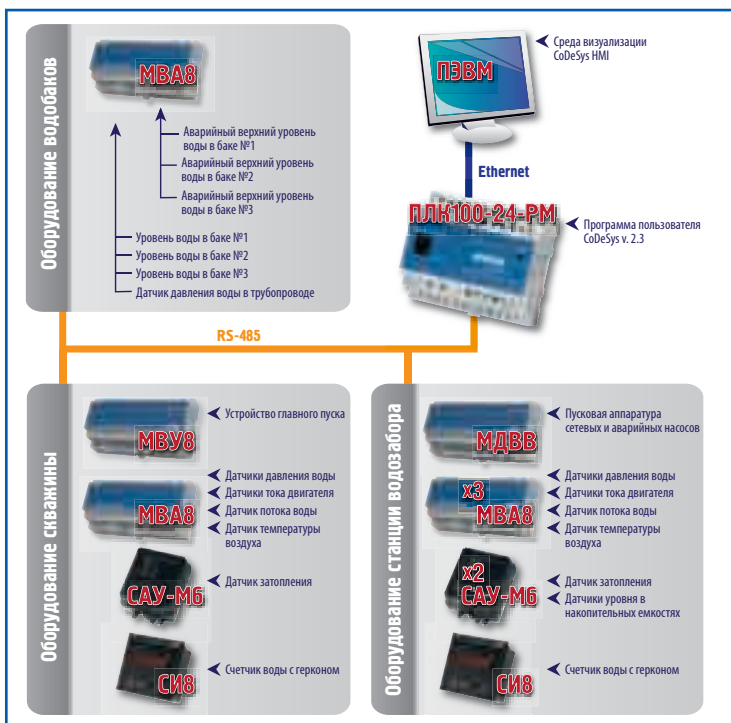 Оборудование водобаков
МВА8
Аварийный верхний уровень
воды в баке №1
Аварийный верхний уровень
воды в баке №2
Аварийный верхний уровень
воды в баке №3
Уровень воды в баке №1
Уровень воды в баке №2
Уровень воды в баке №3
Датчик давления воды в трубопроводе
ПЭВМ
Среда визуализации
CoDeSys HMI
Ethernet
ПЛК100-24-РМ
Программа пользователя
CoDeSys v. 2.3
RS-485
Оборудование скважины
МВУ8
Устройство главного пуска
МВА8
Датчики давления воды
Датчики тока двигателя
Датчик потока воды
Датчик температуры
воздуха
САУ-М6
Датчик затопления
СИ8
Счетчик воды с герконом
Оборудование станции водозабора
МДВВ
Пусковая аппаратура
сетевых и аварийных насосов
х3
МВА8
Датчики давления воды
Датчики тока двигателя
Датчик потока воды
Датчик температуры
воздуха
х2
САУ-М6
Датчик затопления
Датчики уровня в
накопительных емкостях
СИ8
Счетчик воды с герконом